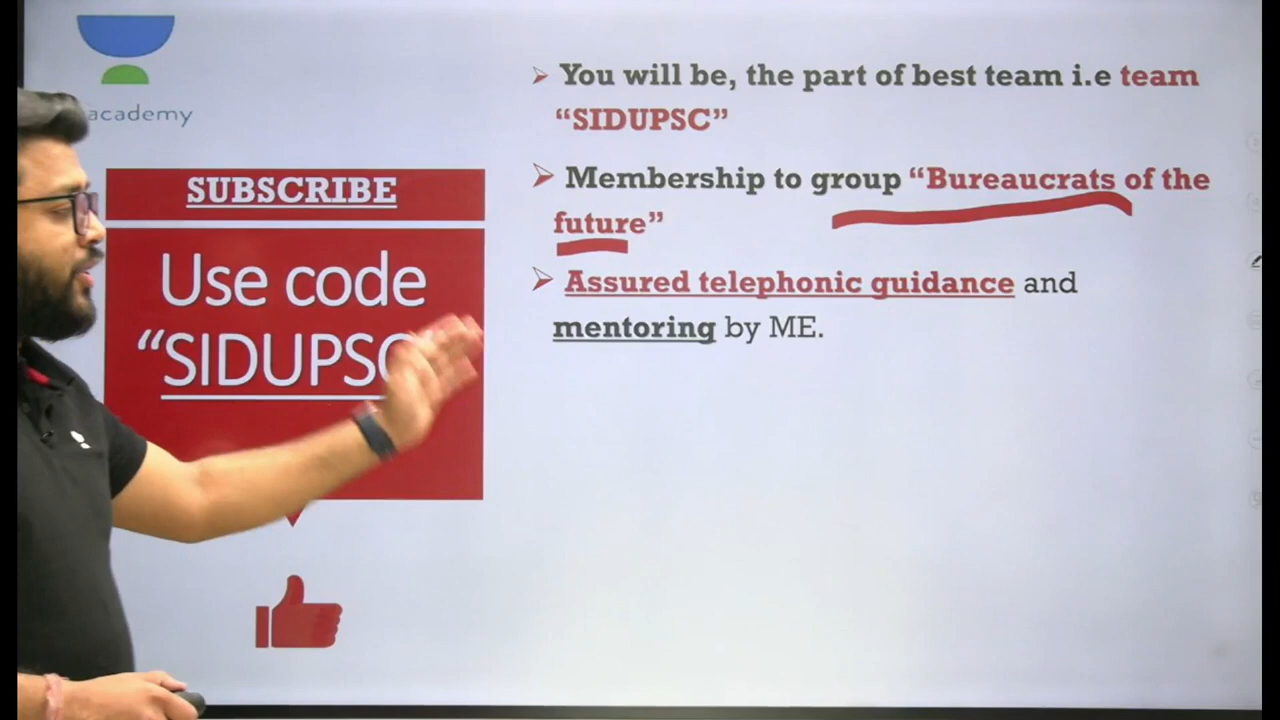 academy
SUBSCRIBE
Use code
“SIDUPSC”
You will be, the part of best team i.e team
“SIDUPSC”
Membership to group “Bureaucrats of the
future”
Assured telephonic guidance and
mentoring by ME.